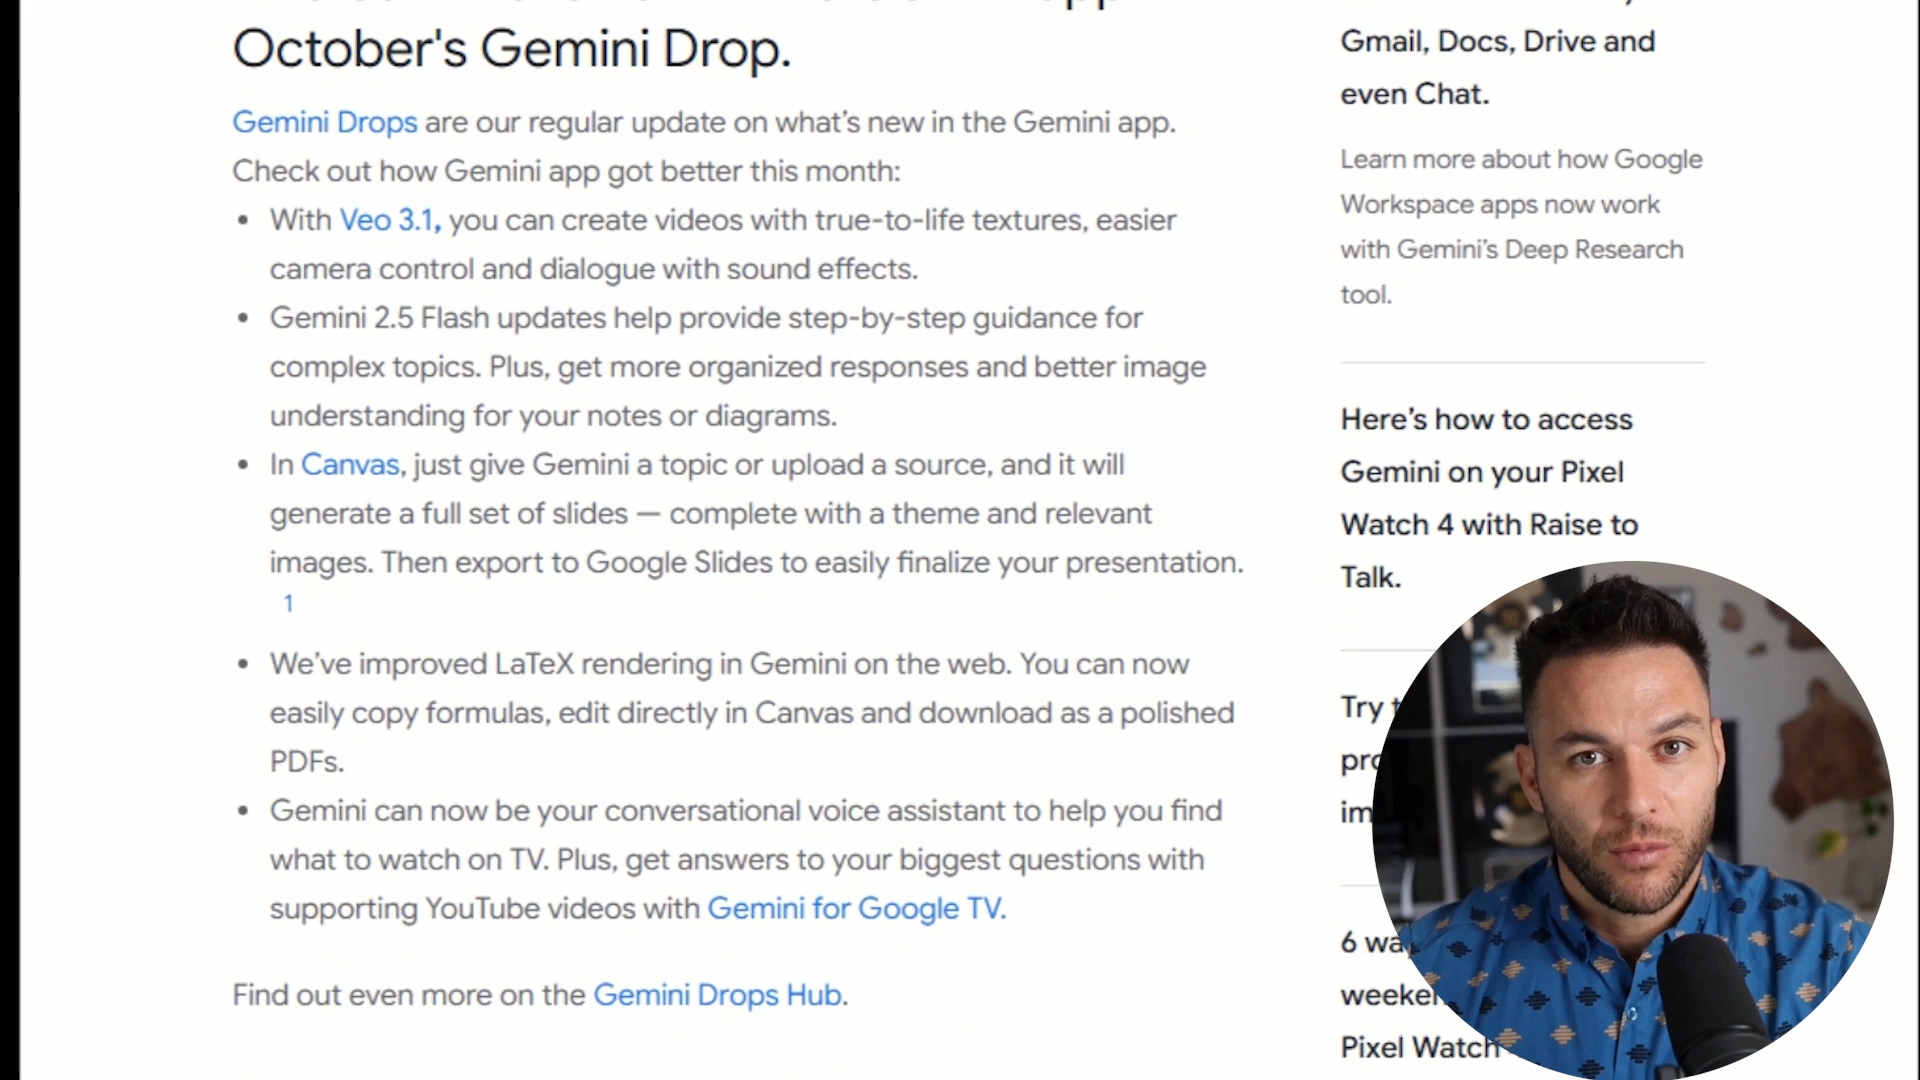 October's Gemini Drop.
Gemini Drops are our regular update on what's new in the Gemini app.
Check out how Gemini app got better this month:
• With Veo 3.1, you can create videos with true-to-life textures, easier
camera control and dialogue with sound effects.
• Gemini 2.5 Flash updates help provide step-by-step guidance for
complex topics. Plus, get more organized responses and better image
understanding for your notes or diagrams.
• In Canvas, just give Gemini a topic or upload a source, and it will
generate a full set of slides — complete with a theme and relevant
images. Then export to Google Slides to easily finalize your presentation.
1
• We've improved LaTeX rendering in Gemini on the web. You can now
easily copy formulas, edit directly in Canvas and download as a polished
PDFs.
• Gemini can now be your conversational voice assistant to help you find
what to watch on TV. Plus, get answers to your biggest questions with
supporting YouTube videos with Gemini for Google TV.
Find out even more on the Gemini Drops Hub.
Gmail, Docs, Drive and
even Chat.
Learn more about how Google
Workspace apps now work
with Gemini's Deep Research
tool.
Here's how to access
Gemini on your Pixel
Watch 4 with Raise to
Talk.
Try
6
Pixel Watch